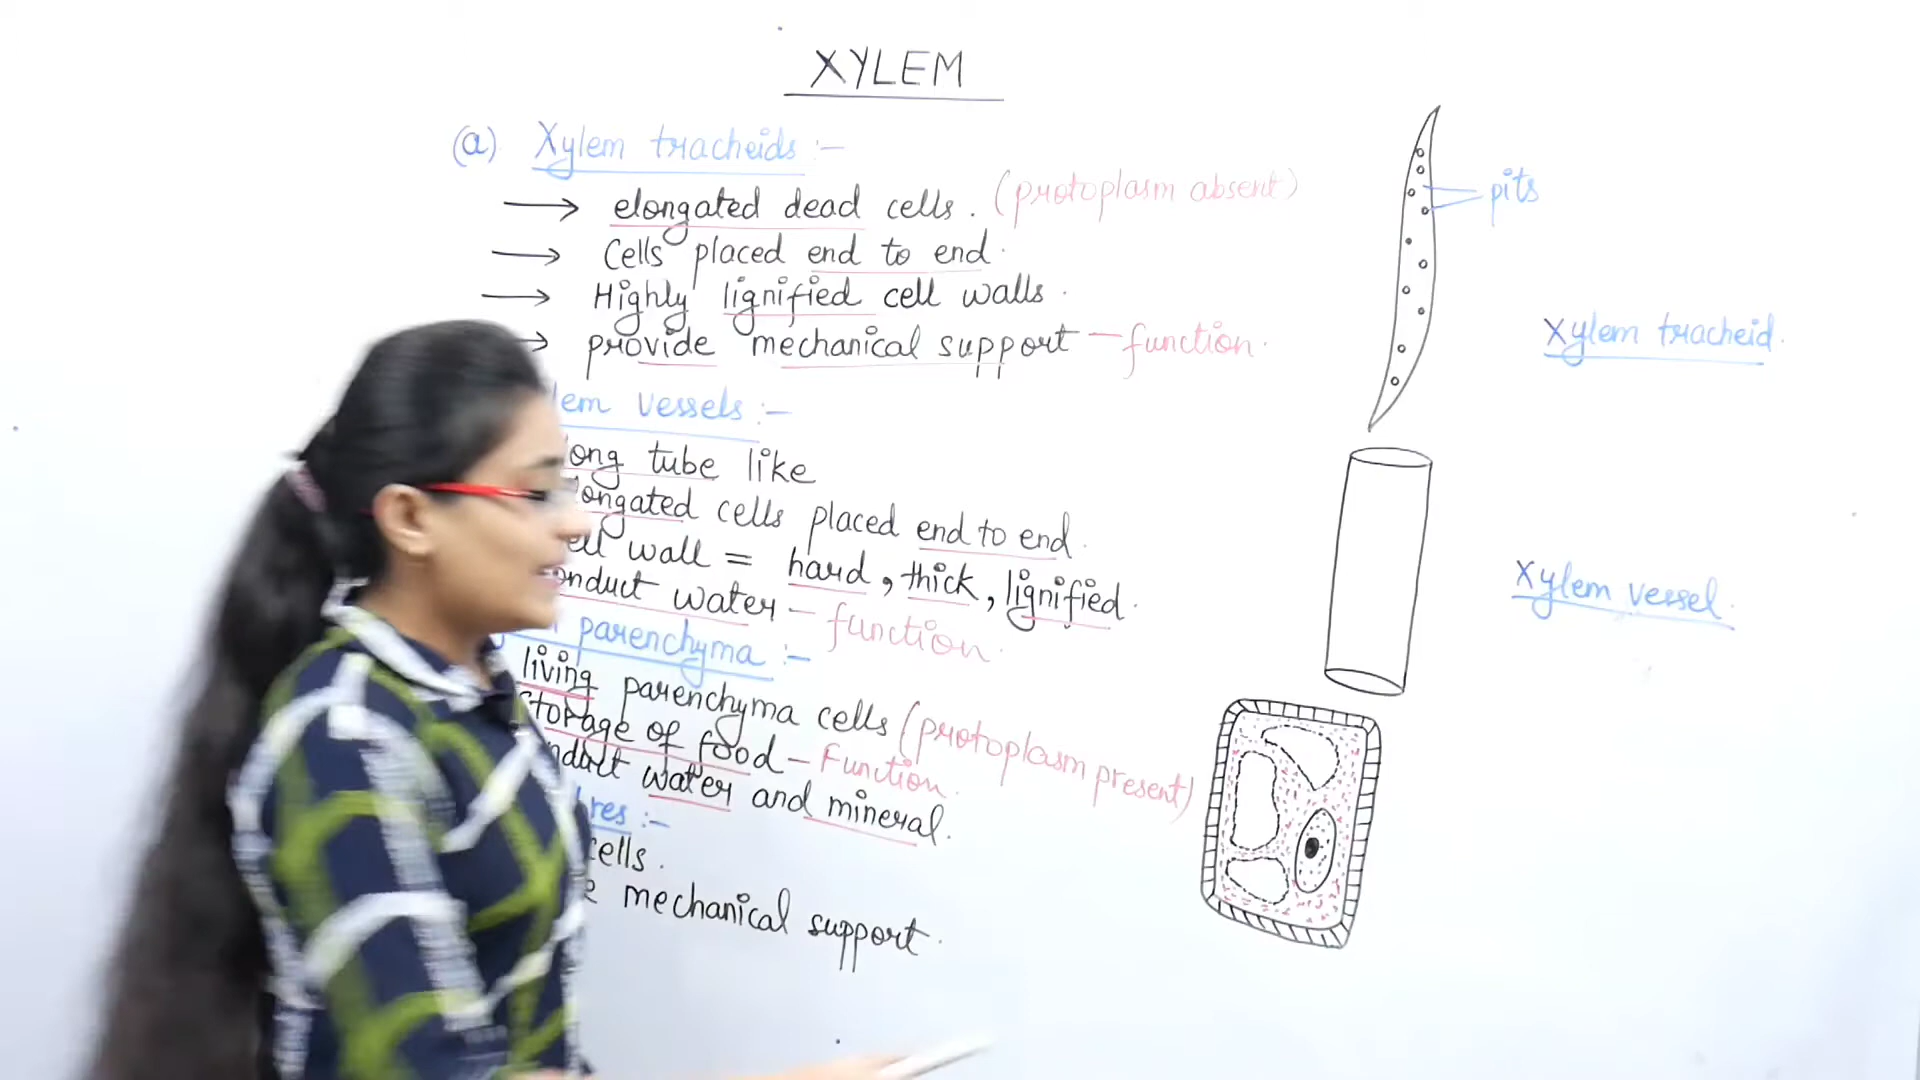 XYLEM
(a) Xylem tracheids :-
→ elongated dead cells. (protoplasm absent)
→ Cells placed end to end.
→ Highly lignified cell walls.
→ provide mechanical support - function.
vessels :-
tube like
cells placed end to end.
wall = hard, thick, lignified.
water - function.
parenchyma :-
living parenchyma cells (protoplasm present)
Storage of food - Function.
water and mineral.
cells.
mechanical support.
pits
Xylem tracheid.
Xylem vessel.